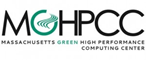 MGHPCC
MASSACHUSETTS GREEN HIGH PERFORMANCE
COMPUTING CENTER